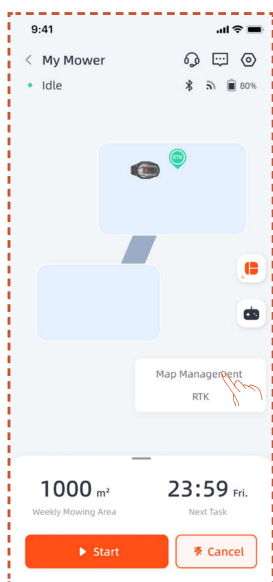 9:41
My Mower
Idle
80%
RTK
Map Management
RTK
1000 m²
23:59 Fri.
Weekly Mowing Area
Next Task
Start
Cancel